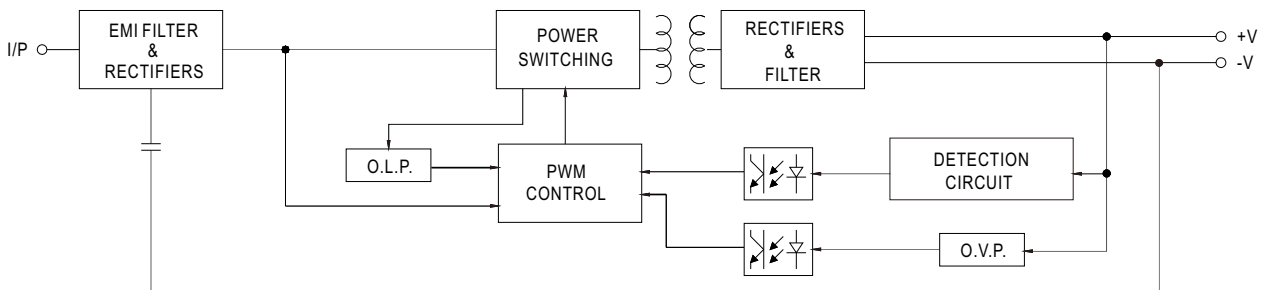 I/P
EMI FILTER
&
RECTIFIERS
POWER
SWITCHING
RECTIFIERS
&
FILTER
+V
-V
O.L.P.
PWM
CONTROL
DETECTION
CIRCUIT
O.V.P.